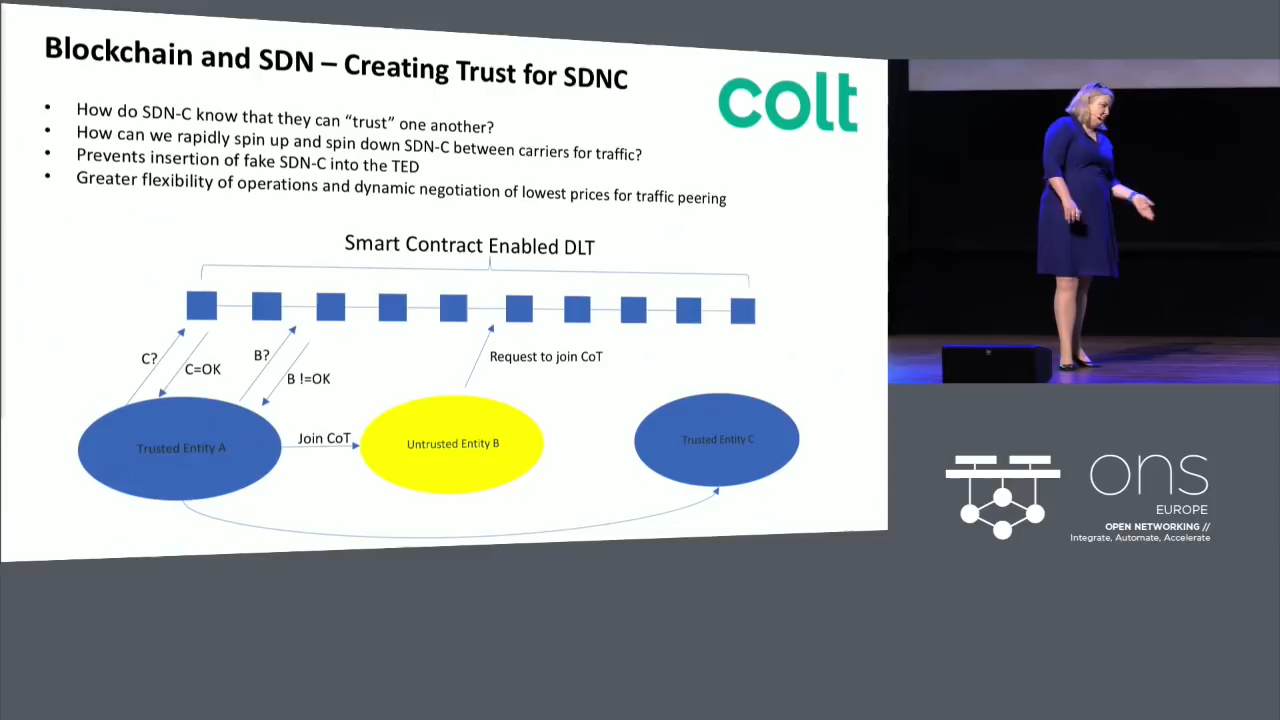 Blockchain and SDN – Creating Trust for SDNC
colt
• How do SDN-C know that they can “trust” one another?
• How can we rapidly spin up and spin down SDN-C between carriers for traffic?
• Prevents insertion of fake SDN-C into the TED
• Greater flexibility of operations and dynamic negotiation of lowest prices for traffic peering
Smart Contract Enabled DLT
C?
C=OK
B?
B !=OK
Request to join CoT
Trusted Entity A
Join CoT
Untrusted Entity B
Trusted Entity C
ons
EUROPE
OPEN NETWORKING //
Integrate, Automate, Accelerate